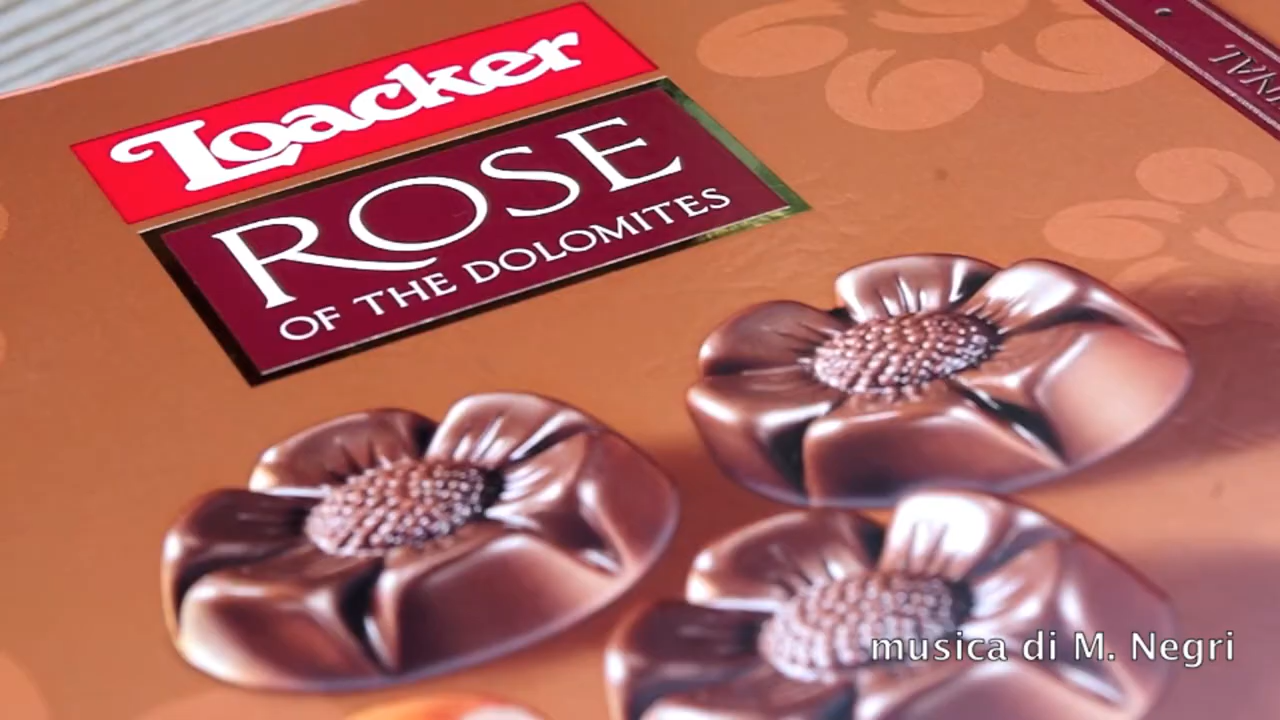 Loacker
ROSE
OF THE DOLOMITES
musica di M. Negri